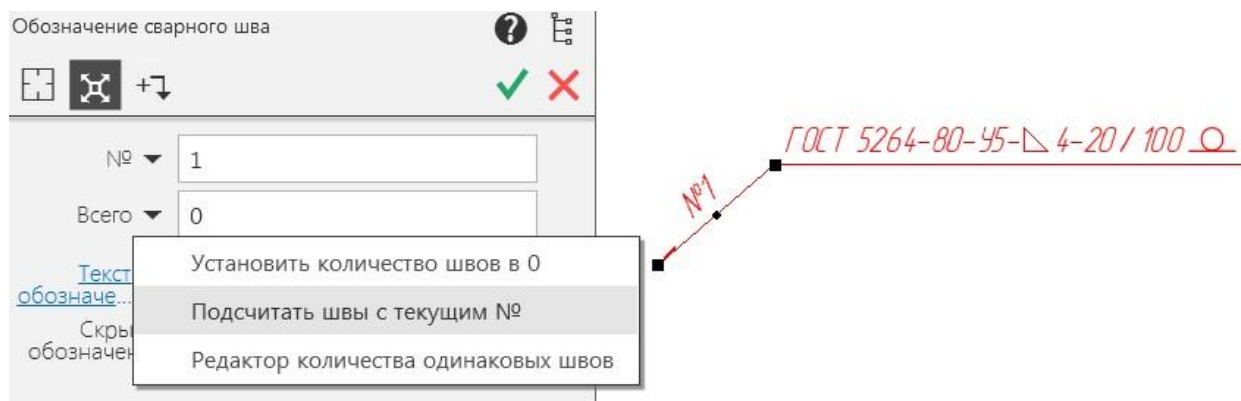 Обозначение сварного шва
№ 1
Всего 0
Установить количество швов в 0
Текст
обозначе...
Подсчитать швы с текущим №
Скры
обозначен
Редактор количества одинаковых швов
ГОСТ 5264-80-У5-◺ 4-20 / 100
№1